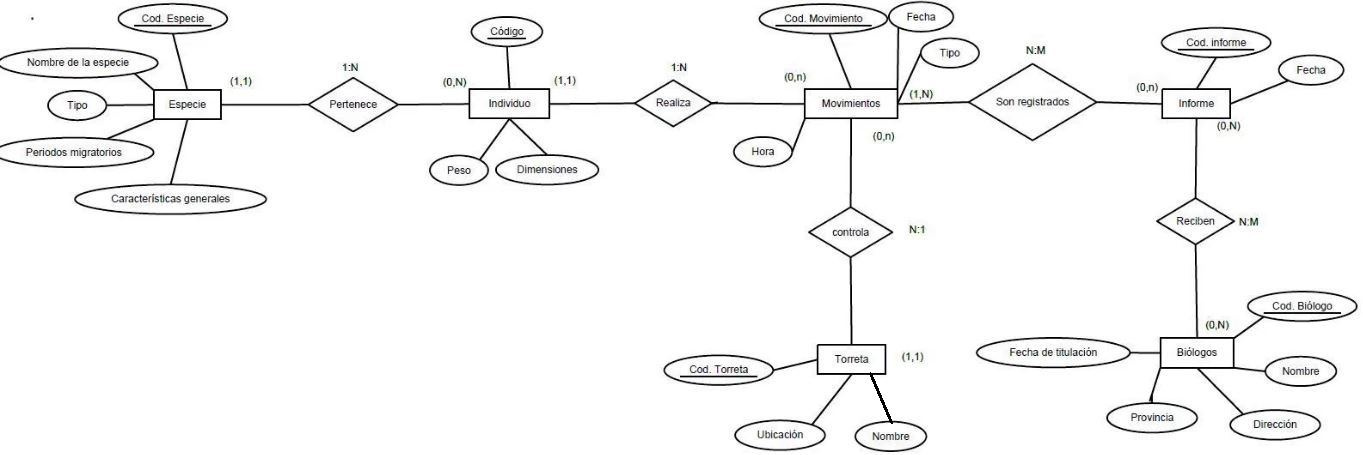 Cod. Especie
Nombre de la especie
Tipo
Periodos migratorios
Características generales
Especie
(1,1)
1:N
Pertenece
(0,N)
Código
Individuo
(1,1)
Peso
Dimensiones
1:N
Realiza
(0,n)
Cod. Movimiento
Fecha
Tipo
Movimientos
(1,N)
Hora
(0,n)
N:M
Son registrados
(0,n)
Cod. informe
Fecha
Informe
(0,N)
controla
N:1
Reciben
N:M
Cod. Torreta
Torreta
(1,1)
Ubicación
Nombre
(0,N)
Cod. Biólogo
Fecha de titulación
Biólogos
Nombre
Provincia
Dirección